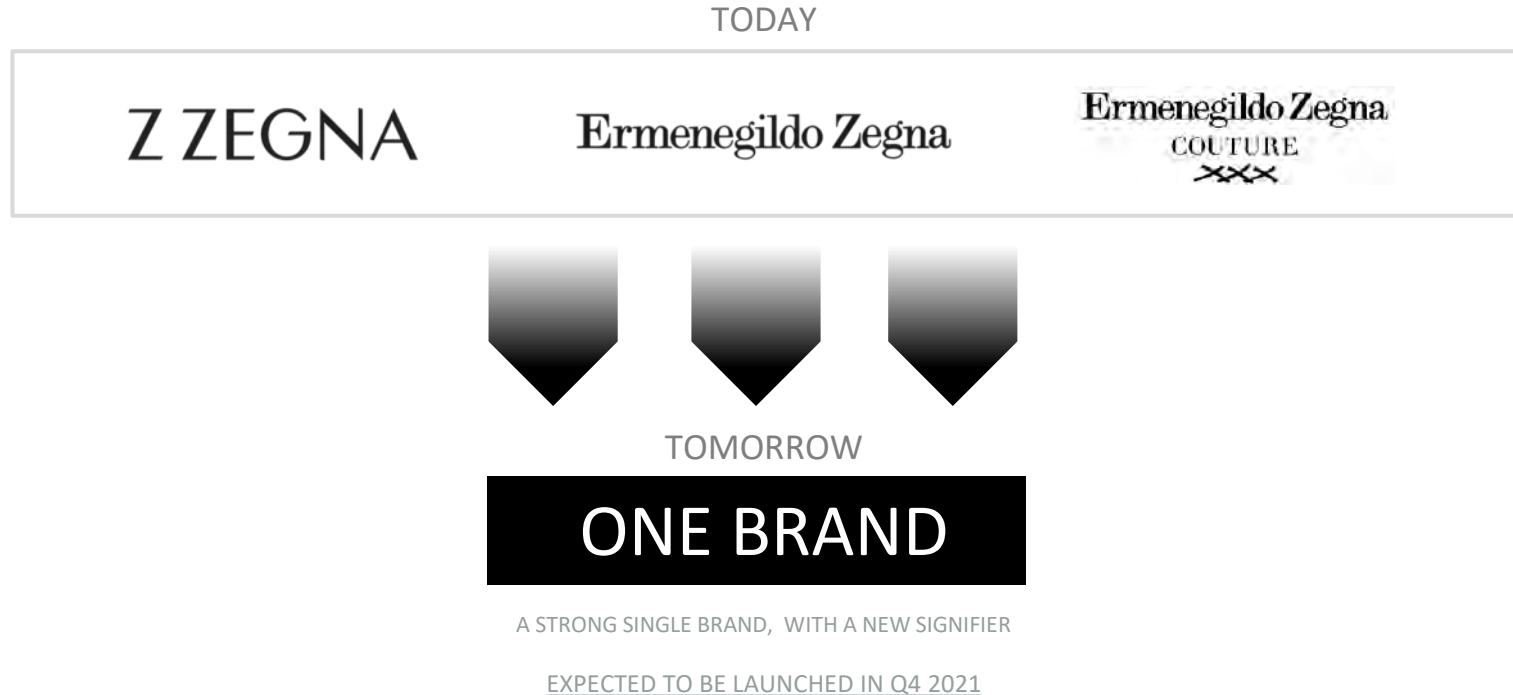 TODAY
Z ZEGNA
Ermenegildo Zegna
Ermenegildo Zegna
COUTURE
XXX
TOMORROW
ONE BRAND
A STRONG SINGLE BRAND, WITH A NEW SIGNIFIER
EXPECTED TO BE LAUNCHED IN Q4 2021